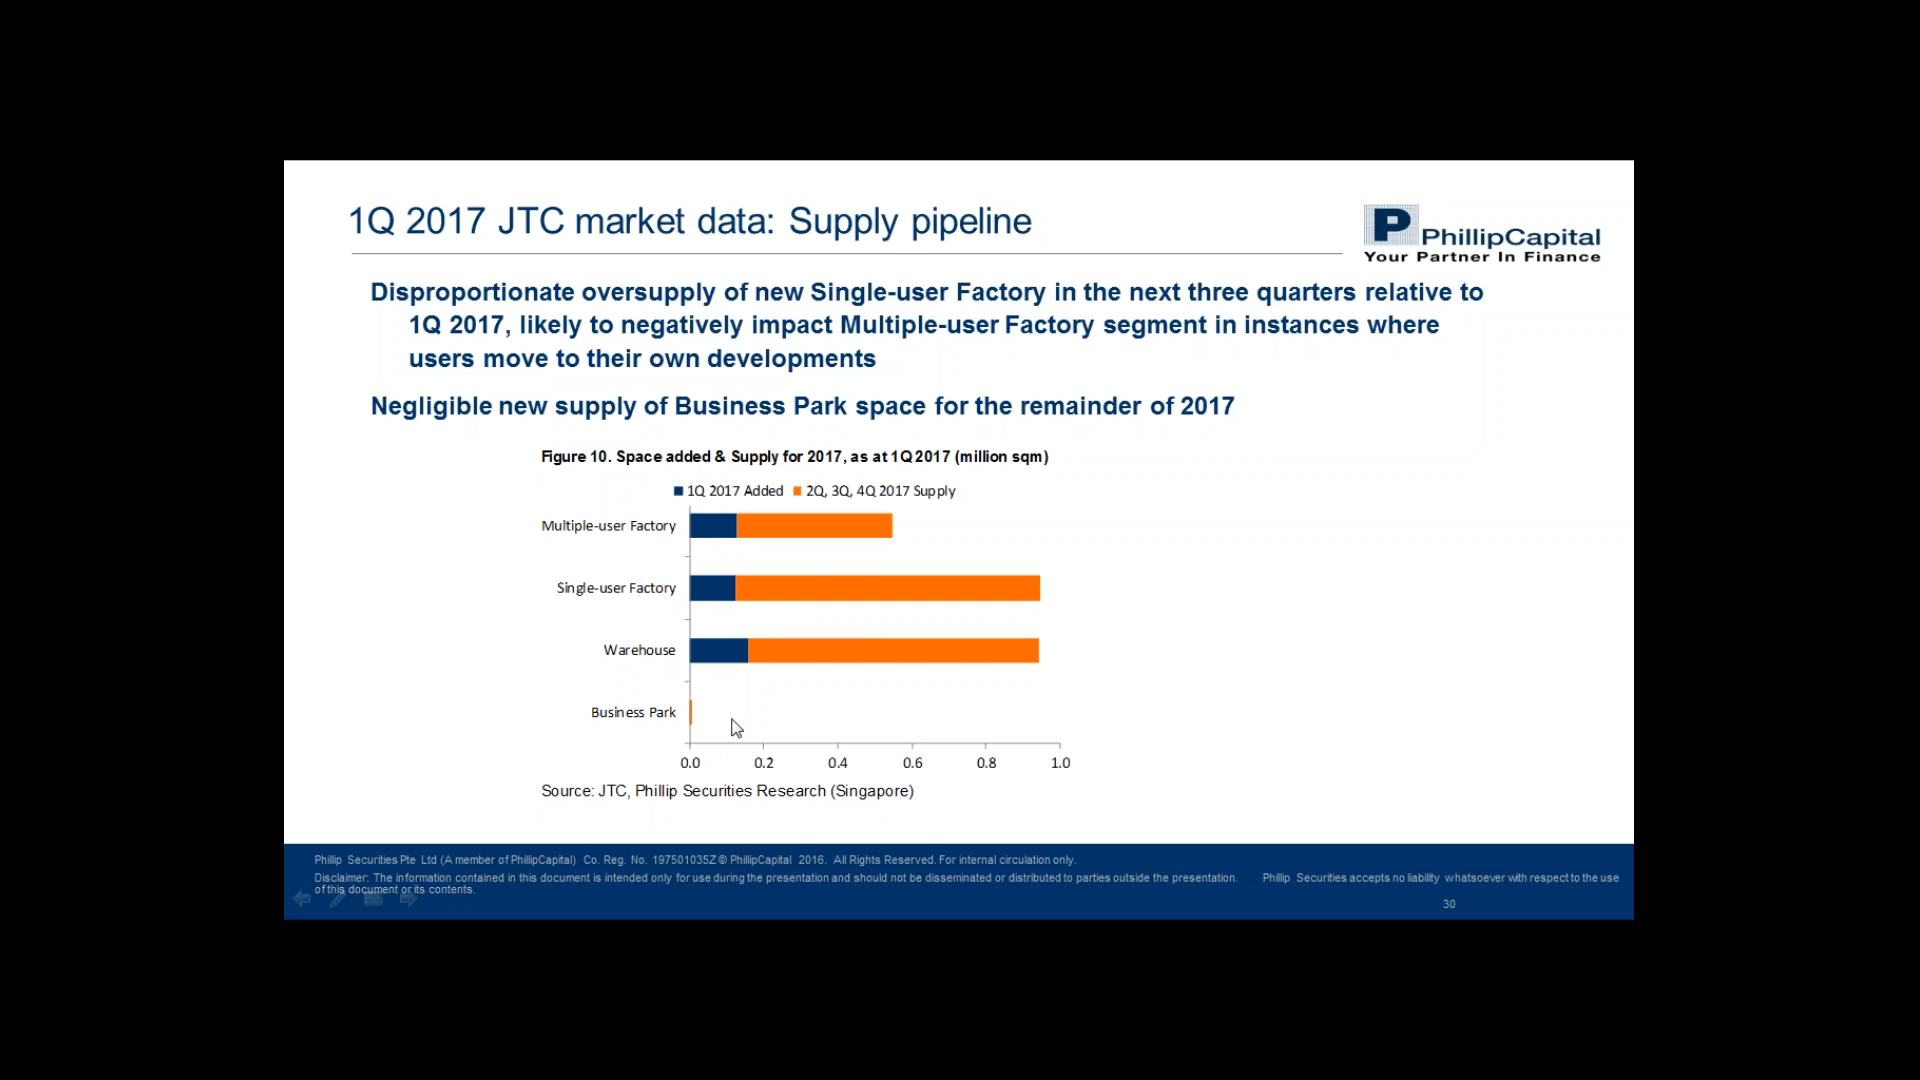 1Q 2017 JTC market data: Supply pipeline
P PhillipCapital
Your Partner In Finance
Disproportionate oversupply of new Single-user Factory in the next three quarters relative to
1Q 2017, likely to negatively impact Multiple-user Factory segment in instances where
users move to their own developments
Negligible new supply of Business Park space for the remainder of 2017
Figure 10. Space added & Supply for 2017, as at 1Q 2017 (million sqm)
1Q 2017 Added 2Q, 3Q, 4Q 2017 Supply
Multiple-user Factory
Single-user Factory
Warehouse
Business Park
0.0 0.2 0.4 0.6 0.8 1.0
Source: JTC, Phillip Securities Research (Singapore)
Phillip Securities Pte Ltd (A member of PhillipCapital) Co. Reg. No. 197501035Z © PhillipCapital 2016. All Rights Reserved. For internal circulation only.
Disclaimer: The information contained in this document is intended only for use during the presentation and should not be disseminated or distributed to parties outside the presentation. Phillip Securities accepts no liability whatsoever with respect to the use
of this document or its contents.
30